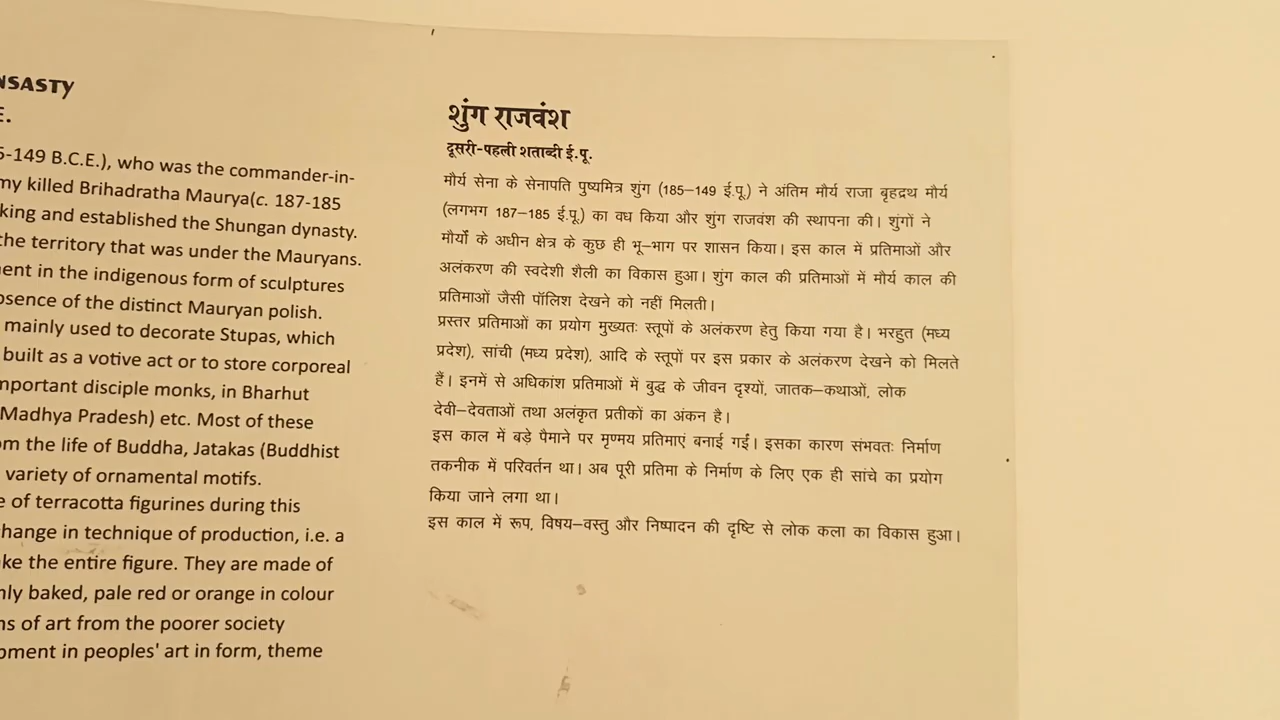 NSASTY
E.
5-149 B.C.E.), who was the commander-in-
my killed Brihadratha Maurya(c. 187-185
king and established the Shungan dynasty.
the territory that was under the Mauryans.
ent in the indigenous form of sculptures
bsence of the distinct Mauryan polish.
mainly used to decorate Stupas, which
built as a votive act or to store corporeal
mportant disciple monks, in Bharhut
Madhya Pradesh) etc. Most of these
om the life of Buddha, Jatakas (Buddhist
variety of ornamental motifs.
e of terracotta figurines during this
hange in technique of production, i.e. a
ke the entire figure. They are made of
nly baked, pale red or orange in colour
ns of art from the poorer society
pment in peoples' art in form, theme
शुंग राजवंश
दूसरी-पहली शताब्दी ई.पू.
मौर्य सेना के सेनापति पुष्यमित्र शुंग (185–149 ई.पू.) ने अंतिम मौर्य राजा बृहद्रथ मौर्य
(लगभग 187–185 ई.पू.) का वध किया और शुंग राजवंश की स्थापना की। शुंगों ने
मौर्यों के अधीन क्षेत्र के कुछ ही भू–भाग पर शासन किया। इस काल में प्रतिमाओं और
अलंकरण की स्वदेशी शैली का विकास हुआ। शुंग काल की प्रतिमाओं में मौर्य काल की
प्रतिमाओं जैसी पॉलिश देखने को नहीं मिलती।
प्रस्तर प्रतिमाओं का प्रयोग मुख्यतः स्तूपों के अलंकरण हेतु किया गया है। भरहुत (मध्य
प्रदेश), सांची (मध्य प्रदेश), आदि के स्तूपों पर इस प्रकार के अलंकरण देखने को मिलते
हैं। इनमें से अधिकांश प्रतिमाओं में बुद्ध के जीवन दृश्यों, जातक–कथाओं, लोक
देवी–देवताओं तथा अलंकृत प्रतीकों का अंकन है।
इस काल में बड़े पैमाने पर मृण्मय प्रतिमाएं बनाई गईं। इसका कारण संभवतः निर्माण
तकनीक में परिवर्तन था। अब पूरी प्रतिमा के निर्माण के लिए एक ही सांचे का प्रयोग
किया जाने लगा था।
इस काल में रूप, विषय–वस्तु और निष्पादन की दृष्टि से लोक कला का विकास हुआ।